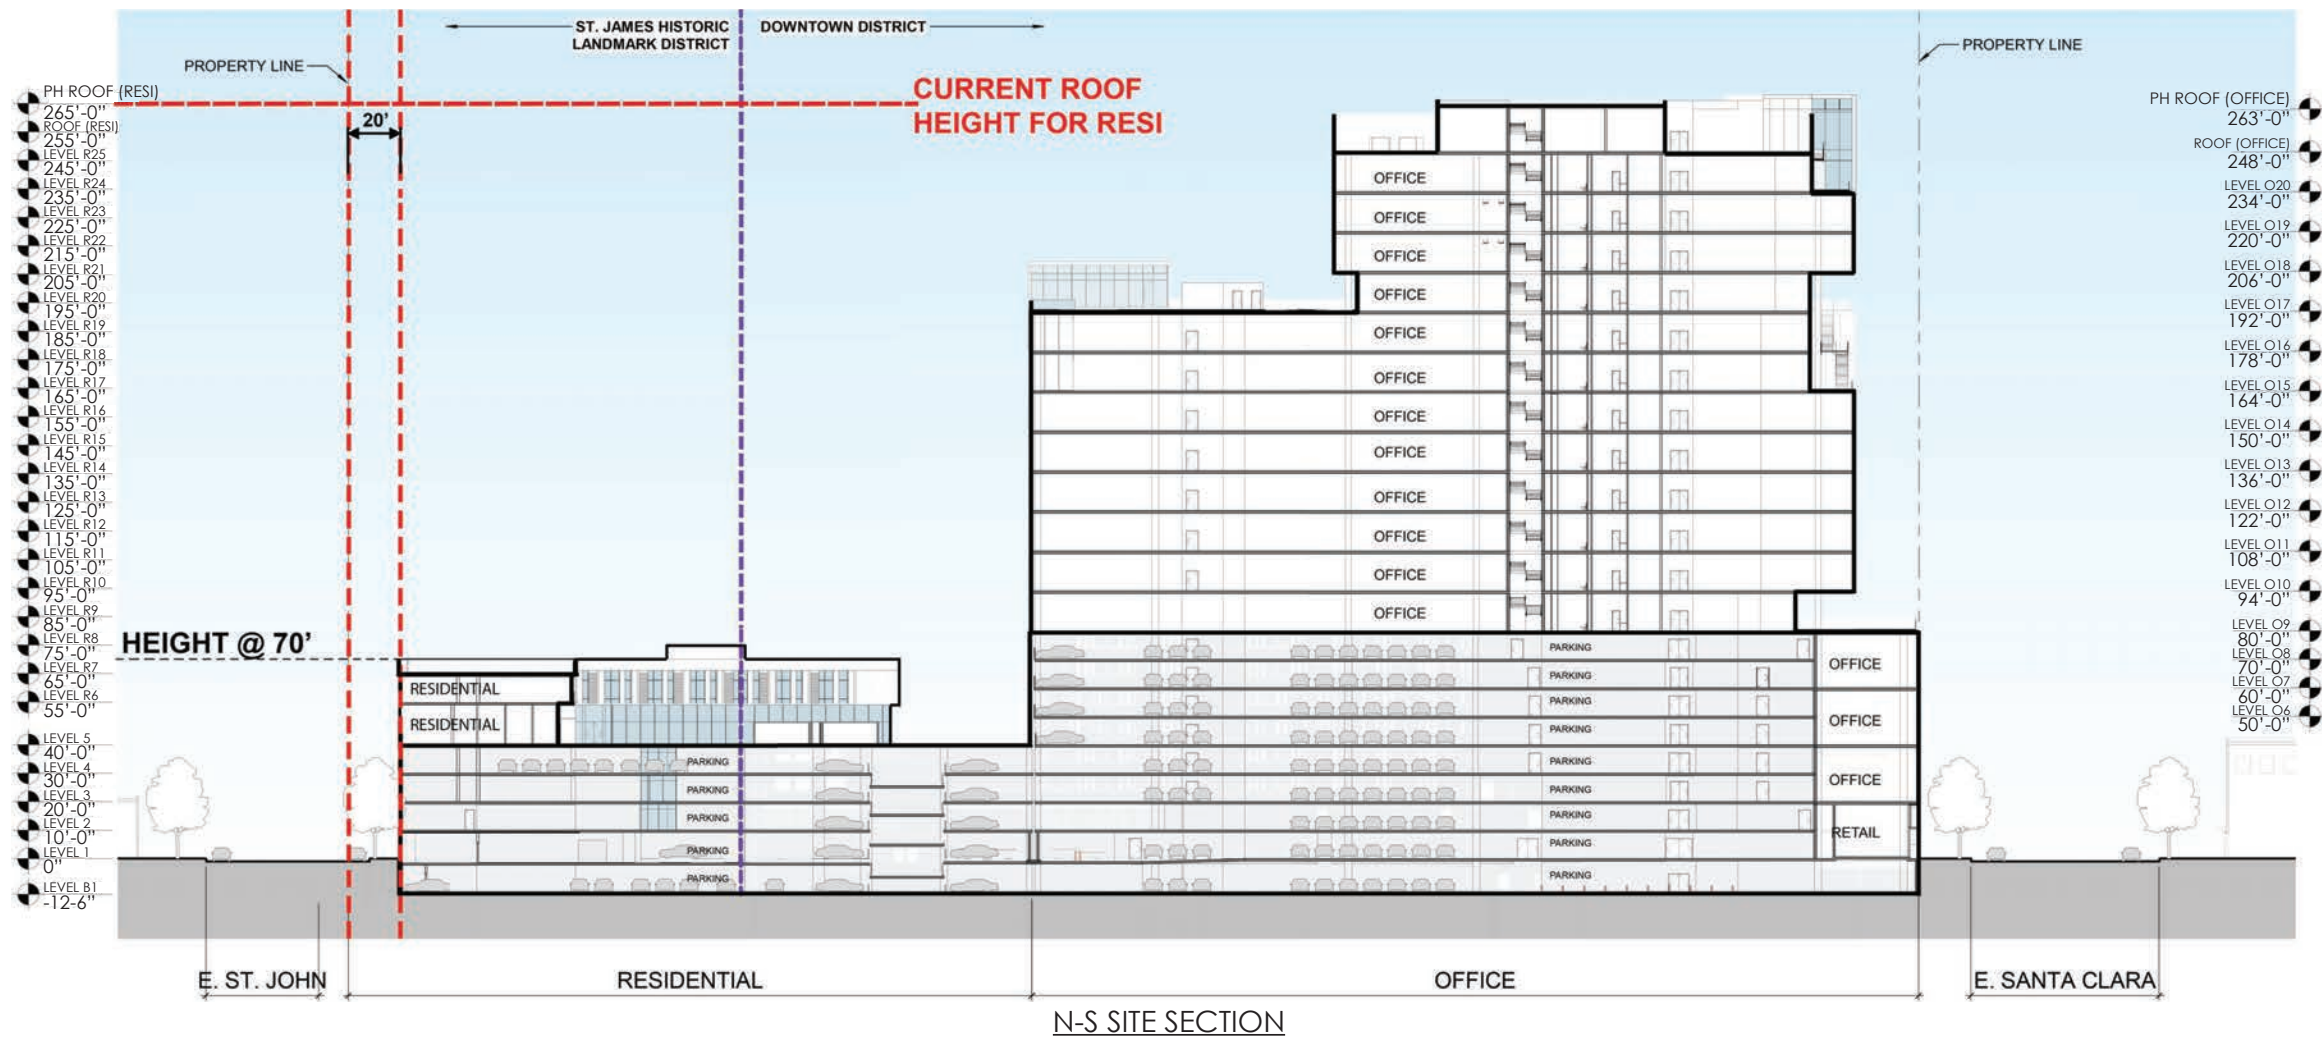 ST. JAMES HISTORIC
LANDMARK DISTRICT
DOWNTOWN DISTRICT
PROPERTY LINE
PROPERTY LINE
CURRENT ROOF
HEIGHT FOR RESI
20'
PH ROOF (RESI)
265'-0"
ROOF (RESI)
255'-0"
LEVEL R25
245'-0"
LEVEL R24
235'-0"
LEVEL R23
225'-0"
LEVEL R22
215'-0"
LEVEL R21
205'-0"
LEVEL R20
195'-0"
LEVEL R19
185'-0"
LEVEL R18
175'-0"
LEVEL R17
165'-0"
LEVEL R16
155'-0"
LEVEL R15
145'-0"
LEVEL R14
135'-0"
LEVEL R13
125'-0"
LEVEL R12
115'-0"
LEVEL R11
105'-0"
LEVEL R10
95'-0"
LEVEL R9
85'-0"
LEVEL R8
75'-0"
LEVEL R7
65'-0"
LEVEL R6
55'-0"
LEVEL 5
40'-0"
LEVEL 4
30'-0"
LEVEL 3
20'-0"
LEVEL 2
10'-0"
LEVEL 1
0"
LEVEL B1
-12-6"
HEIGHT @ 70'
RESIDENTIAL
RESIDENTIAL
PARKING
PARKING
PARKING
PARKING
PARKING
OFFICE
OFFICE
OFFICE
OFFICE
OFFICE
OFFICE
OFFICE
OFFICE
OFFICE
OFFICE
OFFICE
OFFICE
PARKING
PARKING
PARKING
PARKING
PARKING
PARKING
PARKING
PARKING
PARKING
OFFICE
OFFICE
OFFICE
RETAIL
PH ROOF (OFFICE)
263'-0"
ROOF (OFFICE)
248'-0"
LEVEL O20
234'-0"
LEVEL O19
220'-0"
LEVEL O18
206'-0"
LEVEL O17
192'-0"
LEVEL O16
178'-0"
LEVEL O15
164'-0"
LEVEL O14
150'-0"
LEVEL O13
136'-0"
LEVEL O12
122'-0"
LEVEL O11
108'-0"
LEVEL O10
94'-0"
LEVEL O9
80'-0"
LEVEL O8
70'-0"
LEVEL O7
60'-0"
LEVEL O6
50'-0"
E. ST. JOHN
RESIDENTIAL
OFFICE
E. SANTA CLARA
N-S SITE SECTION